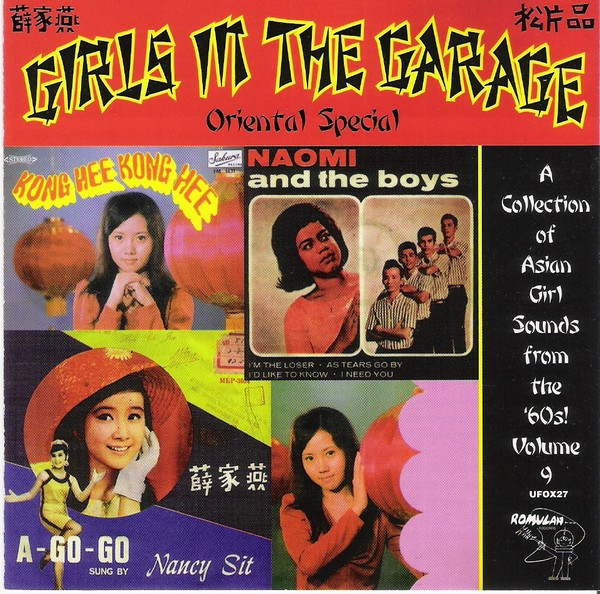 薛家燕
松片品
GIRLS IN THE GARAGE
Oriental Special
<STEREO>
Sakura
KONG HEE KONG HEE
NAOMI
and the boys
I'M THE LOSER · AS TEARS GO BY
I'D LIKE TO KNOW · I NEED YOU
薛家燕
A-GO-GO
SUNG BY
Nancy Sit
A
Collection
of
Asian
Girl
Sounds
from
the
'60s!
Volume
9
UFOX27
ROMULAN